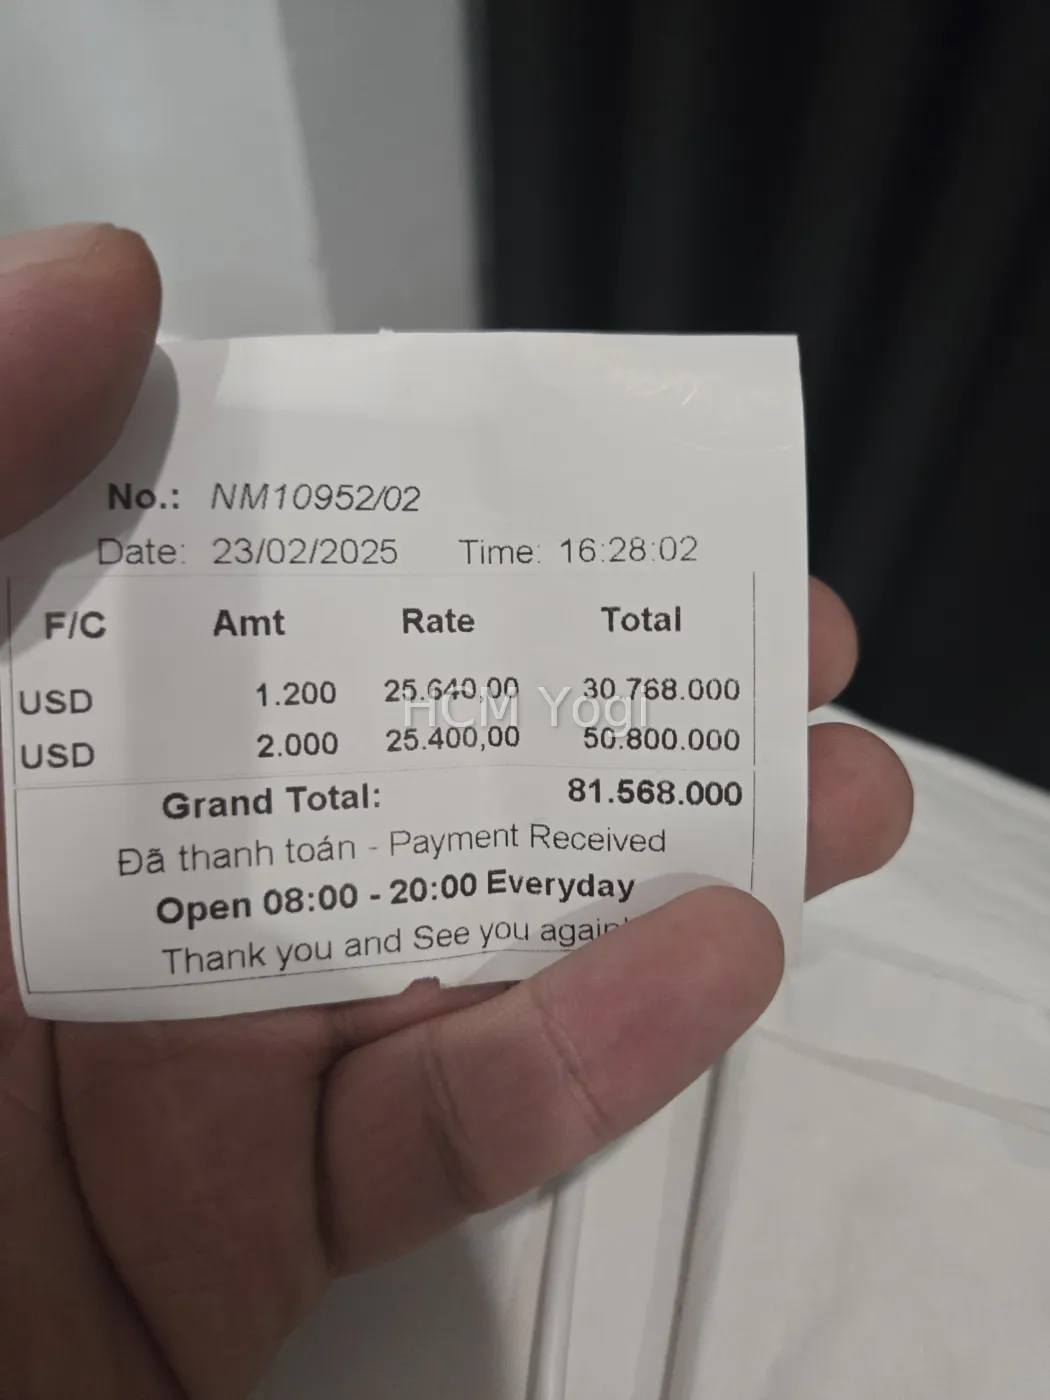 No.: NM10952/02
Date: 23/02/2025 Time: 16:28:02
F/C Amt Rate Total
USD 1.200 25.640,00 30.768.000
HCM Yogi
USD 2.000 25.400,00 50.800.000
Grand Total: 81.568.000
Đã thanh toán - Payment Received
Open 08:00 - 20:00 Everyday
Thank you and See you again!